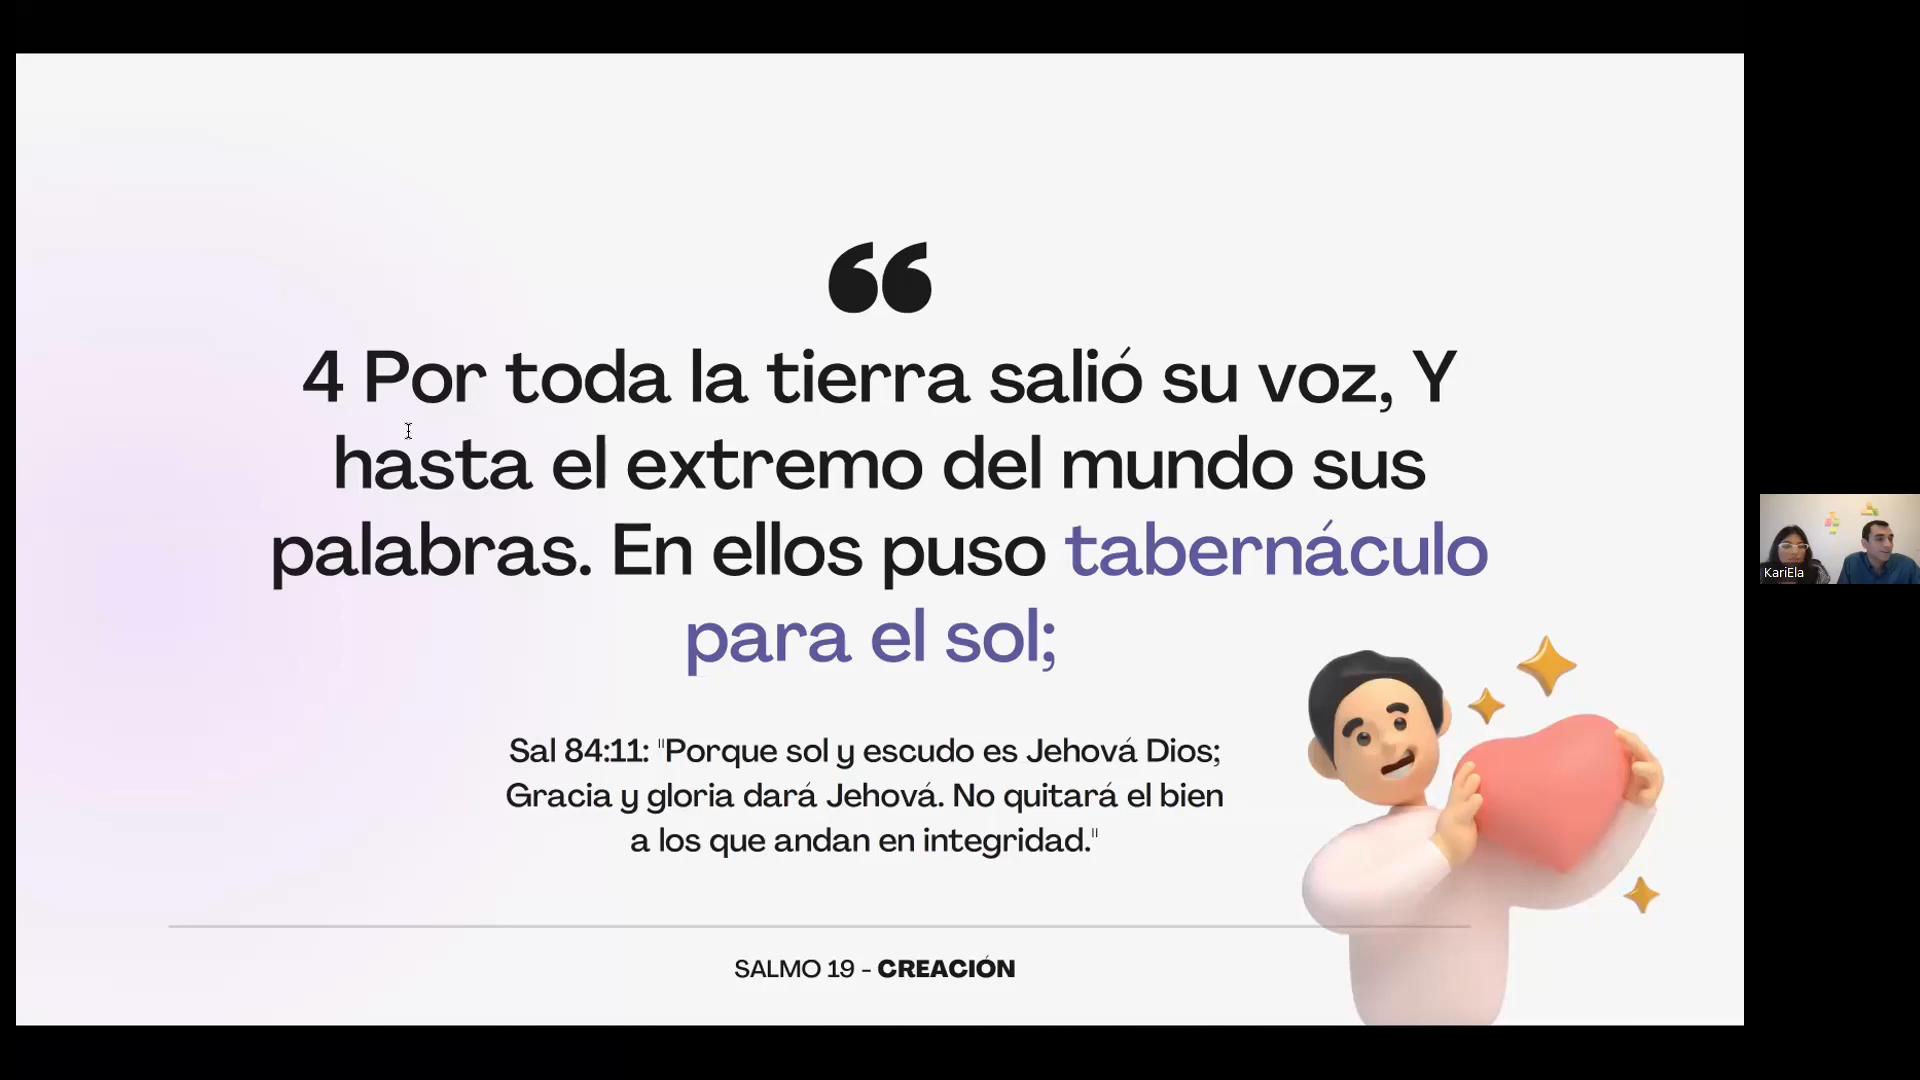 “
4 Por toda la tierra salió su voz, Y
hasta el extremo del mundo sus
palabras. En ellos puso tabernáculo
para el sol;
Sal 84:11: "Porque sol y escudo es Jehová Dios;
Gracia y gloria dará Jehová. No quitará el bien
a los que andan en integridad."
SALMO 19 - CREACIÓN
KariEla